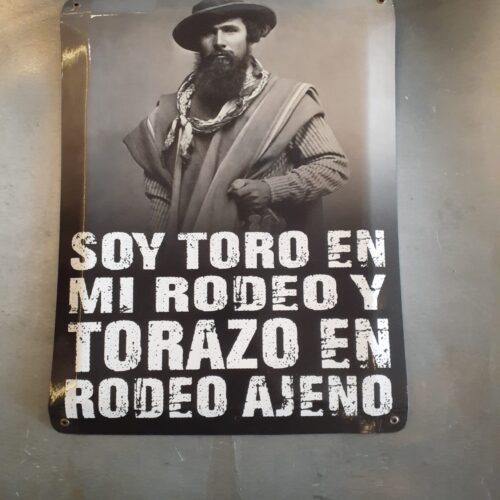 SOY TORO EN
MI RODEO Y
TORAZO EN
RODEO AJENO